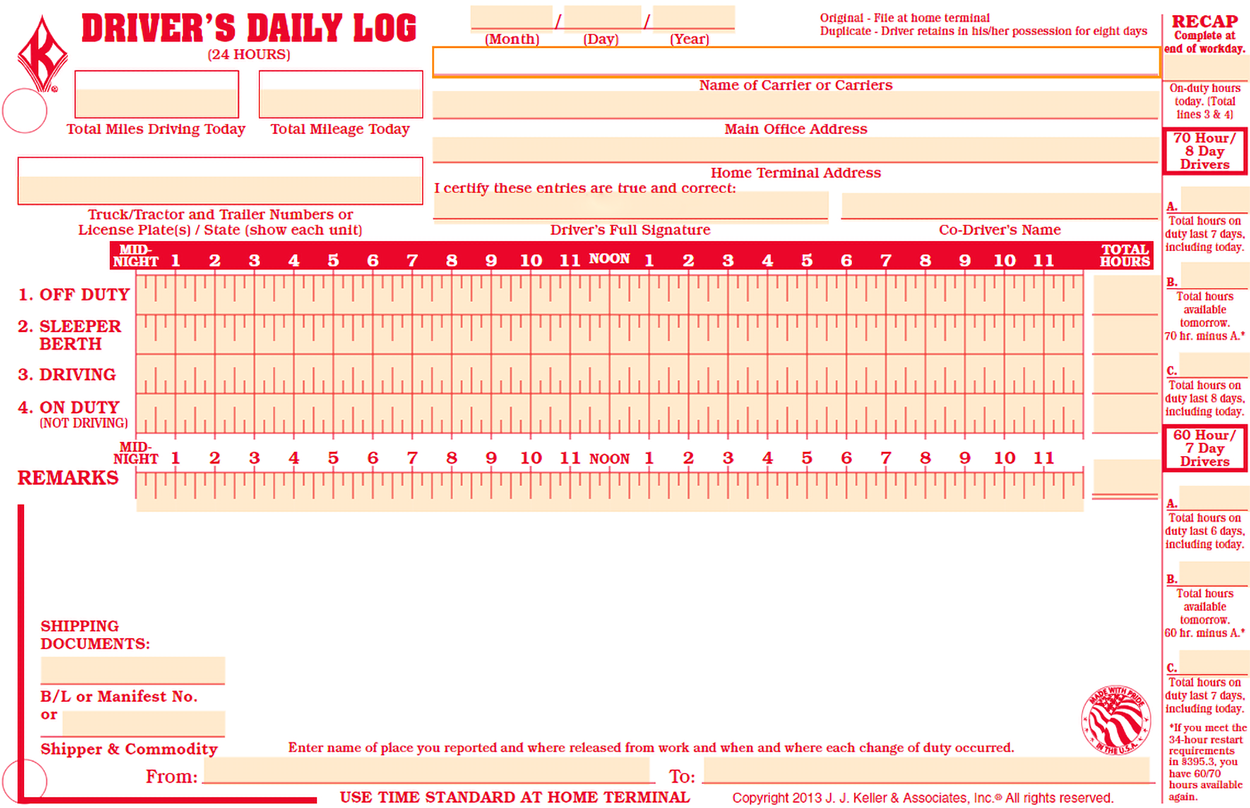 DRIVER'S DAILY LOG
(24 HOURS)
K
®
/ /
(Month) (Day) (Year)
Original - File at home terminal
Duplicate - Driver retains in his/her possession for eight days
Total Miles Driving Today Total Mileage Today
Truck/Tractor and Trailer Numbers or
License Plate(s) / State (show each unit)
Name of Carrier or Carriers
Main Office Address
Home Terminal Address
I certify these entries are true and correct:
Driver's Full Signature Co-Driver's Name
MID-
NIGHT 1 2 3 4 5 6 7 8 9 10 11 NOON 1 2 3 4 5 6 7 8 9 10 11 TOTAL
HOURS
1. OFF DUTY
2. SLEEPER
BERTH
3. DRIVING
4. ON DUTY
(NOT DRIVING)
MID-
NIGHT 1 2 3 4 5 6 7 8 9 10 11 NOON 1 2 3 4 5 6 7 8 9 10 11
REMARKS
SHIPPING
DOCUMENTS:
B/L or Manifest No.
or
Shipper & Commodity
Enter name of place you reported and where released from work and when and where each change of duty occurred.
From: To:
USE TIME STANDARD AT HOME TERMINAL
Copyright 2013 J. J. Keller & Associates, Inc.® All rights reserved.
MADE WITH PRIDE
IN THE U.S.A.
RECAP
Complete at
end of workday.
On-duty hours
today. (Total
lines 3 & 4)
70 Hour/
8 Day
Drivers
A.
Total hours on
duty last 7 days,
including today.
B.
Total hours
available
tomorrow.
70 hr. minus A.*
C.
Total hours on
duty last 8 days,
including today.
60 Hour/
7 Day
Drivers
A.
Total hours on
duty last 6 days,
including today.
B.
Total hours
available
tomorrow.
60 hr. minus A.*
C.
Total hours on
duty last 7 days,
including today.
*If you meet the
34-hour restart
requirements
in §395.3, you
have 60/70
hours available
again.